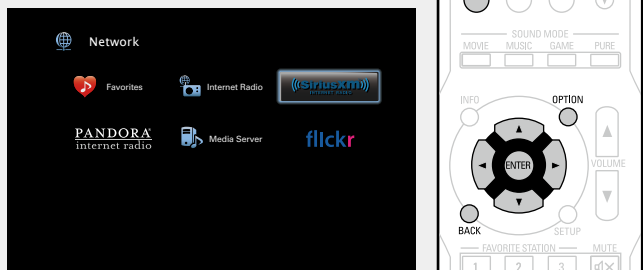 Network
Favorites
Internet Radio
((SiriusXM))
INTERNET RADIO
PANDORA®
internet radio
Media Server
flickr
SOUND MODE
MOVIE MUSIC GAME PURE
INFO
OPTION
ENTER
VOLUME
BACK
SETUP
FAVORITE STATION MUTE
1 2 3